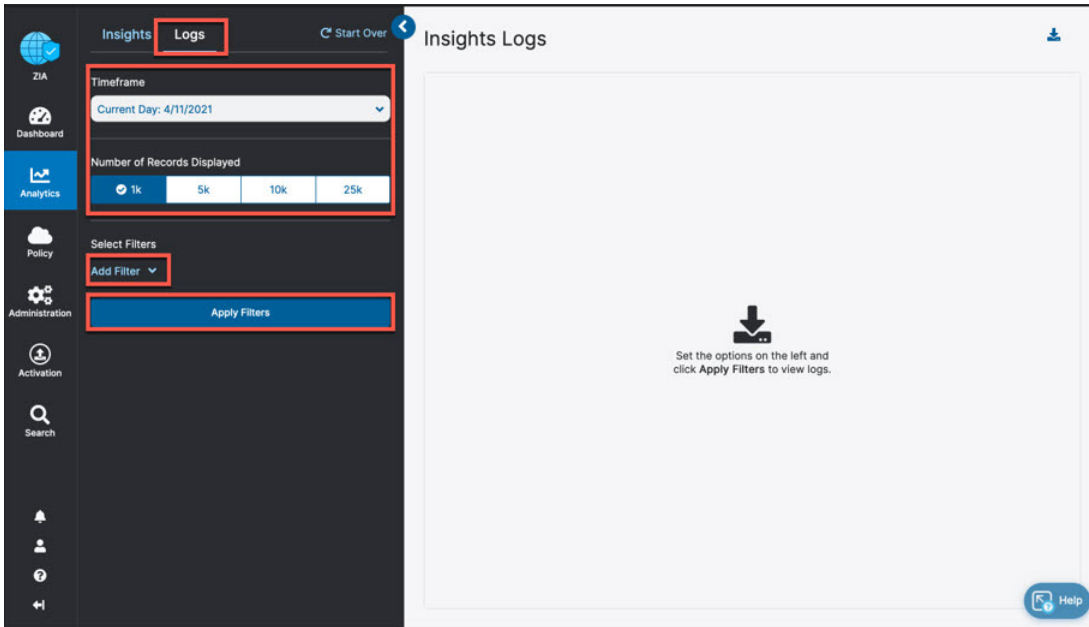 ZIA
Dashboard
Analytics
Policy
Administration
Activation
Search
Insights Logs Start Over
Timeframe
Current Day: 4/11/2021
Number of Records Displayed
1k 5k 10k 25k
Select Filters
Add Filter
Apply Filters
Insights Logs
Set the options on the left and
click Apply Filters to view logs.
Help